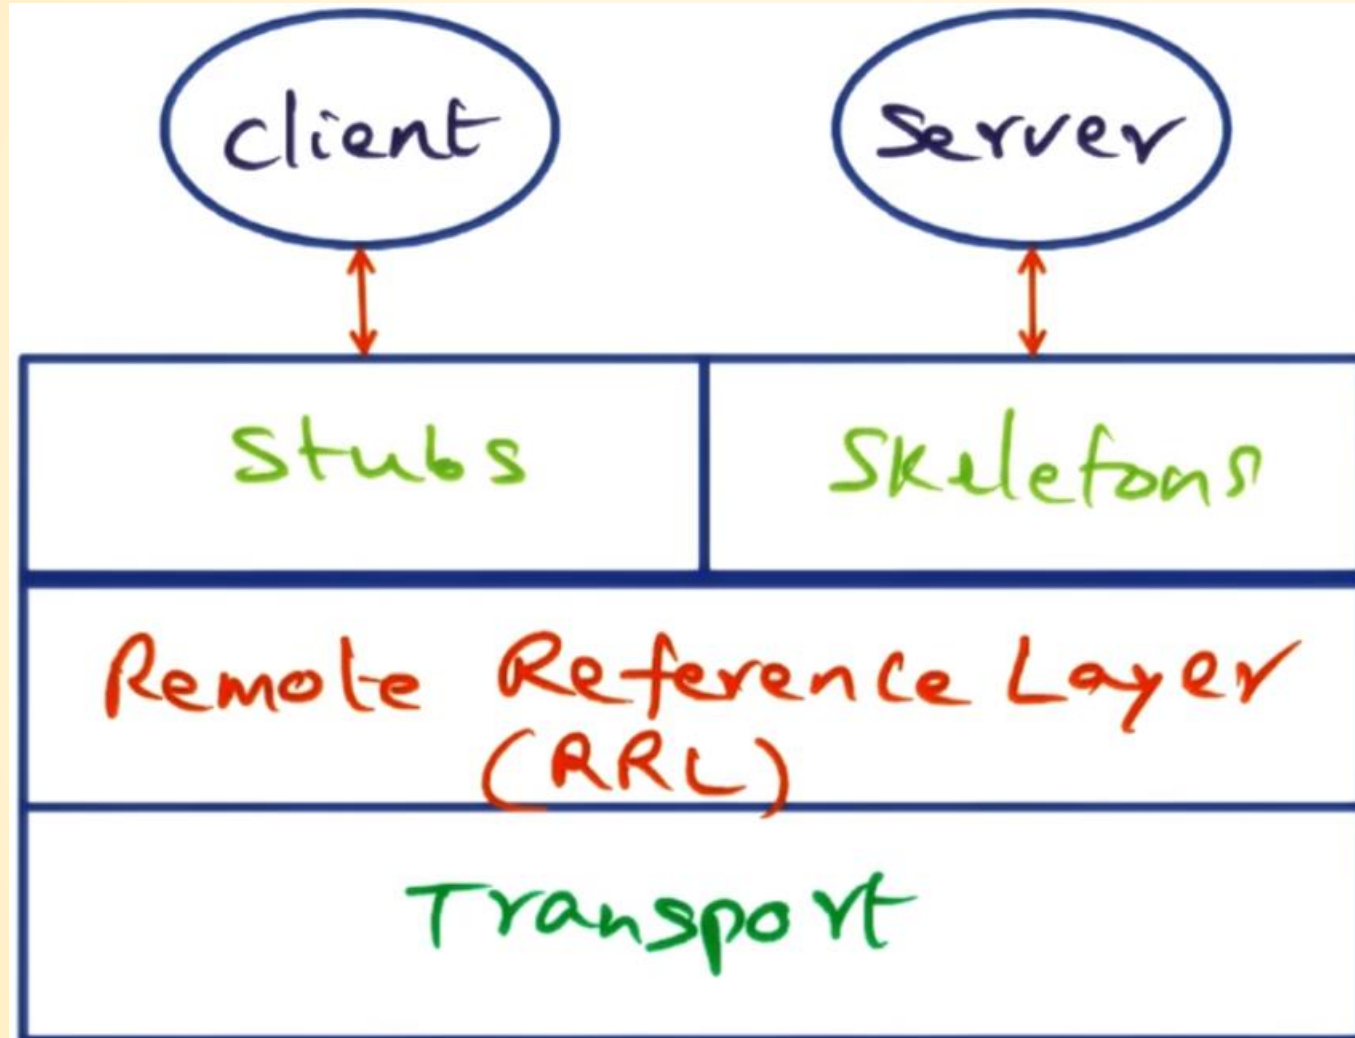 client
Server
Stubs
Skeletons
Remote Reference Layer
(RRL)
Transport